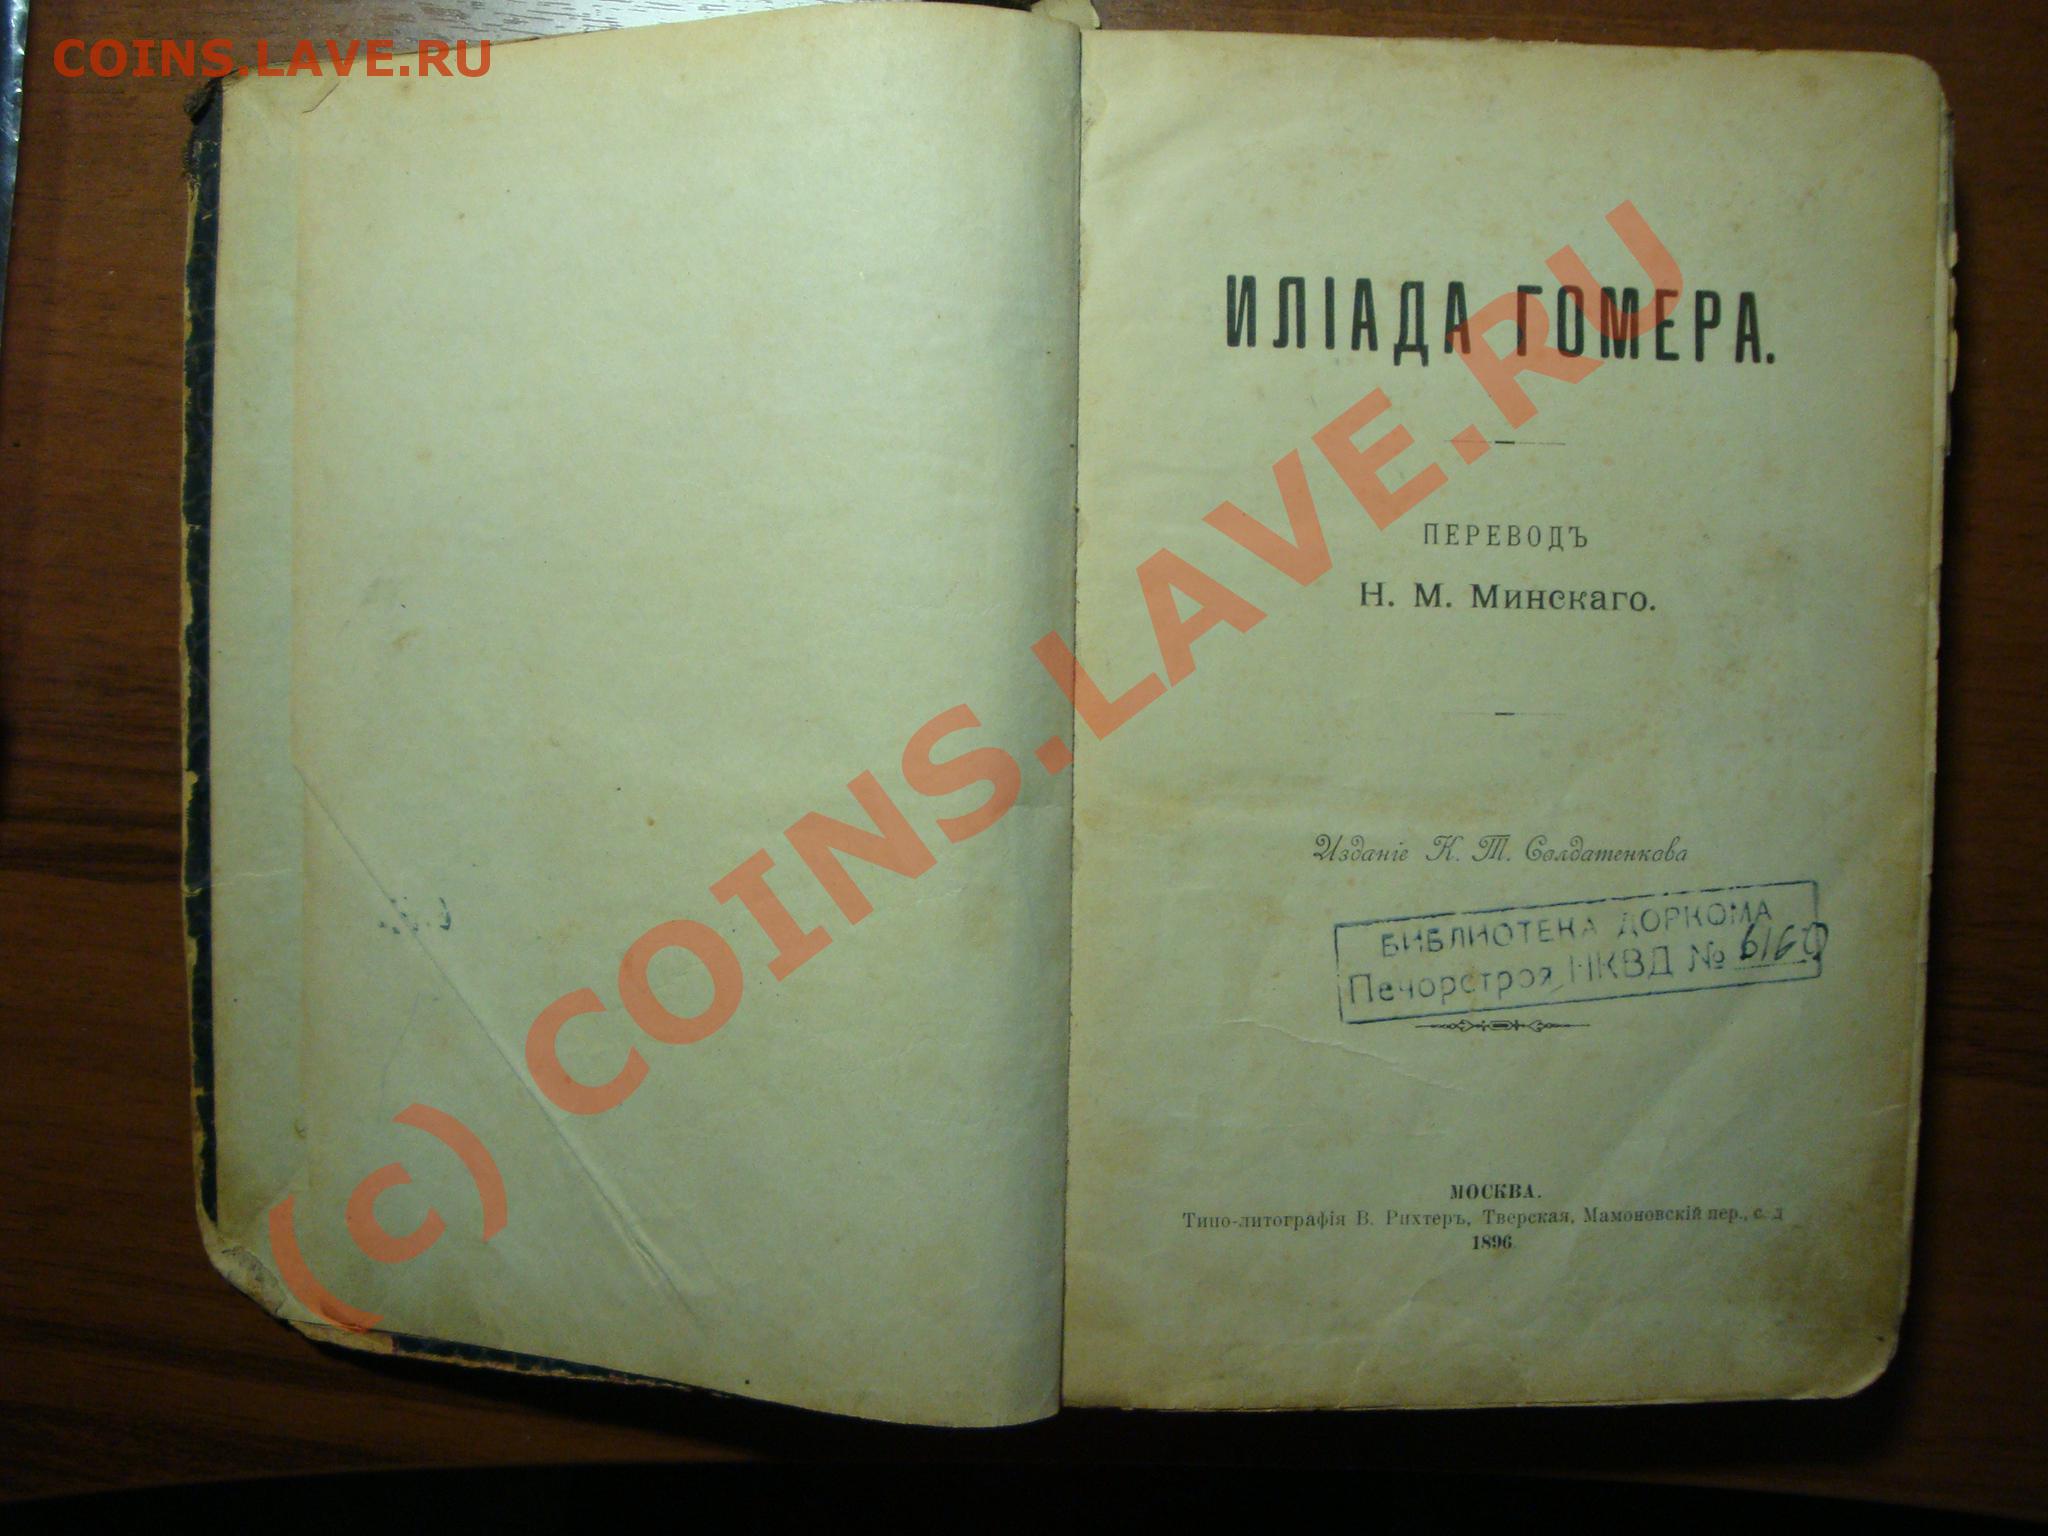 COINS.LAVE.RU
ИЛІАДА ГОМЕРА.
ПЕРЕВОДЪ
Н. М. Минскаго.
Изданіе К. Т. Солдатенкова
БИБЛИОТЕКА ДОРКОМА
Печорстроя НКВД № 6160
МОСКВА.
Типо-литографія В. Рихтеръ, Тверская, Мамоновскій пер., с. д
1896
(c) COINS.LAVE.RU